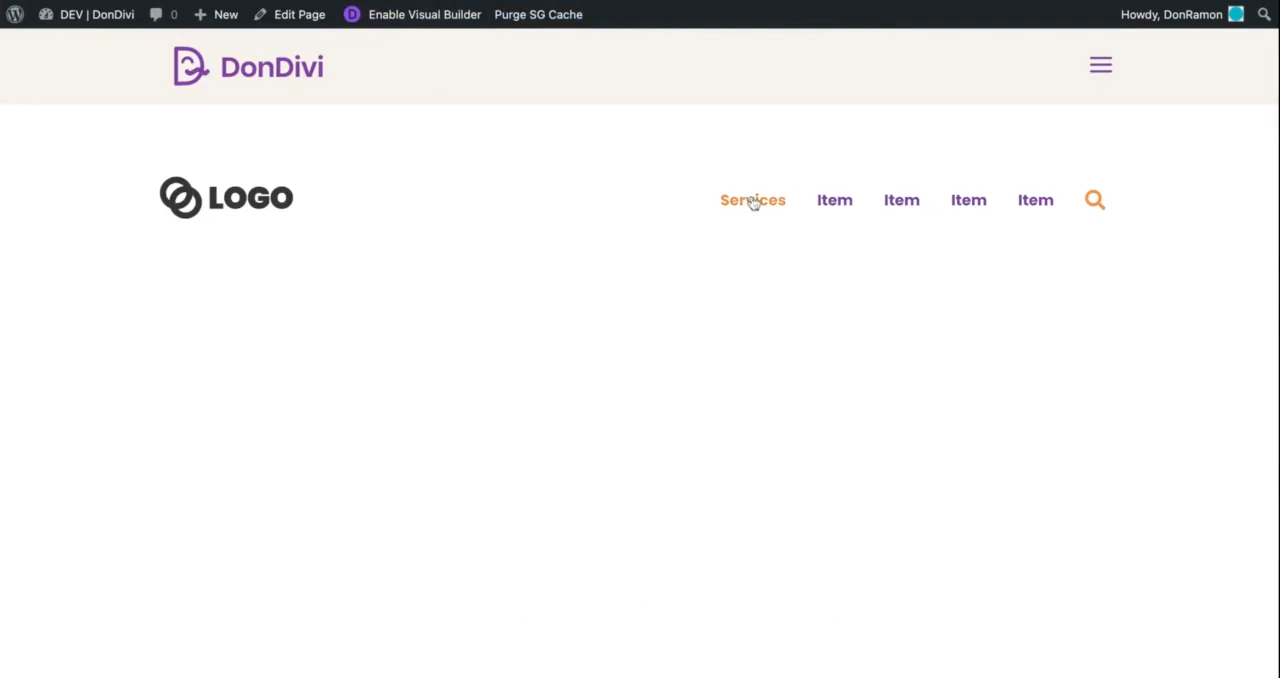 DEV | DonDivi 0 New Edit Page D Enable Visual Builder Purge SG Cache Howdy, DonRamon
DonDivi
LOGO Services Item Item Item Item